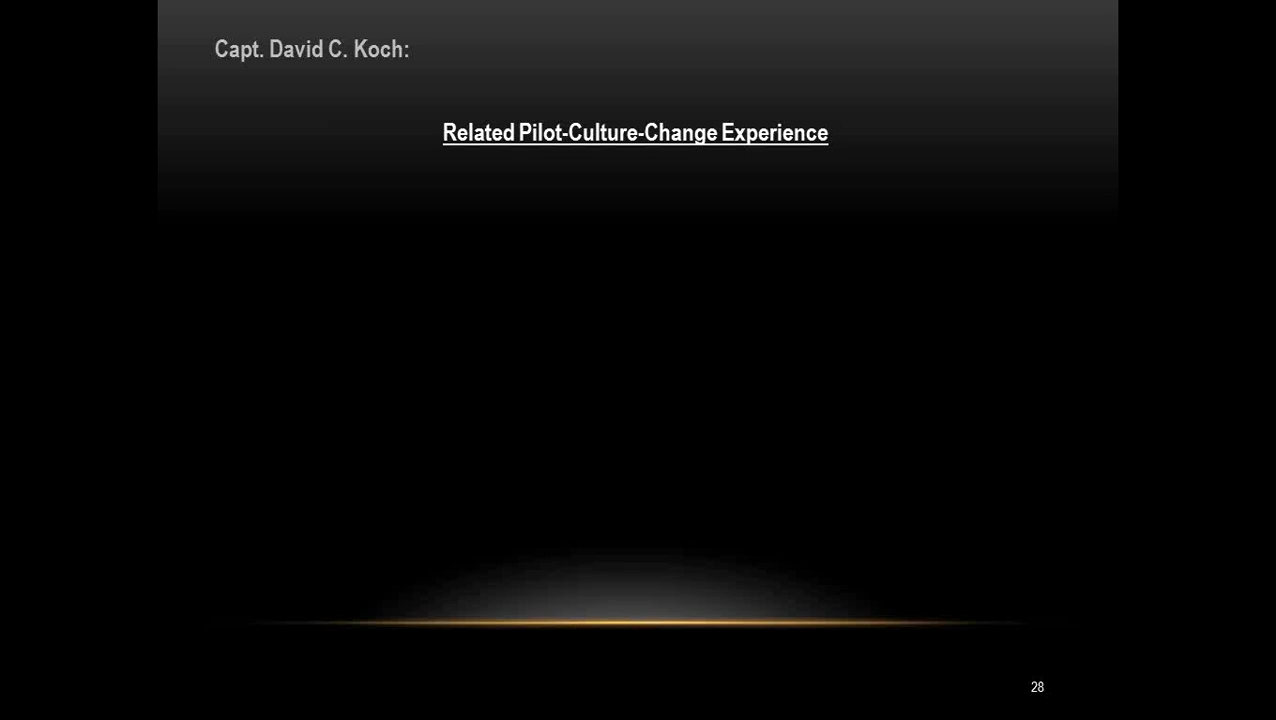 Capt. David C. Koch:
Related Pilot-Culture-Change Experience
28